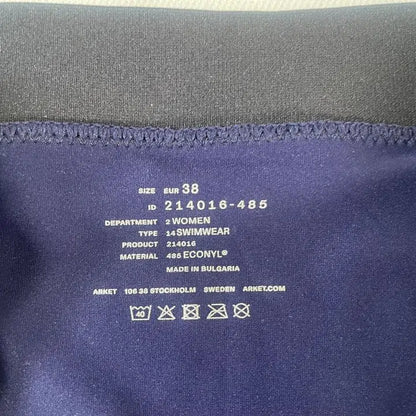 SIZE EUR 38
ID 214016-485
DEPARTMENT 2 WOMEN
TYPE 14 SWIMWEAR
PRODUCT 214016
MATERIAL 485 ECONYL®
MADE IN BULGARIA
ARKET 106 38 STOCKHOLM SWEDEN ARKET.COM
40